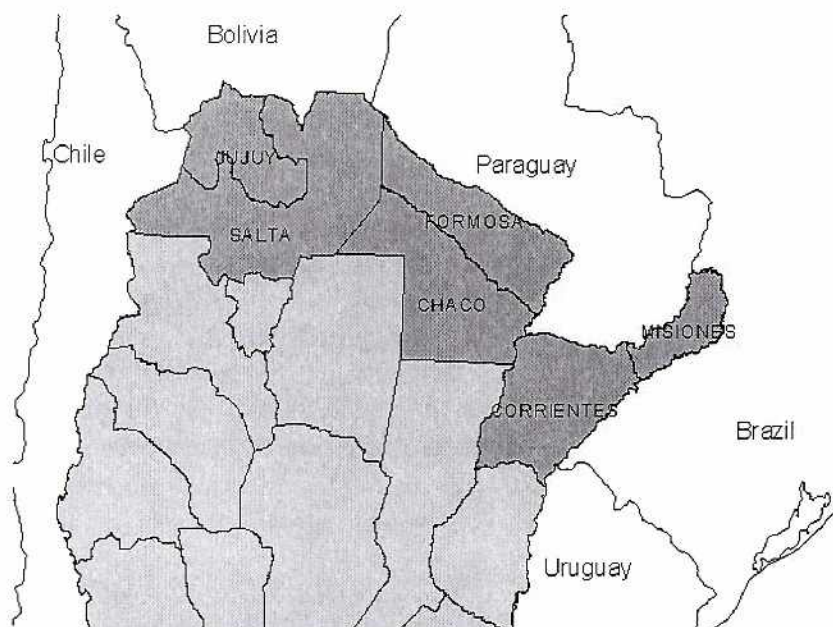 Bolivia
Chile
JUJUY
Paraguay
SALTA
FORMOSA
CHACO
MISIONES
CORRIENTES
Brazil
Uruguay